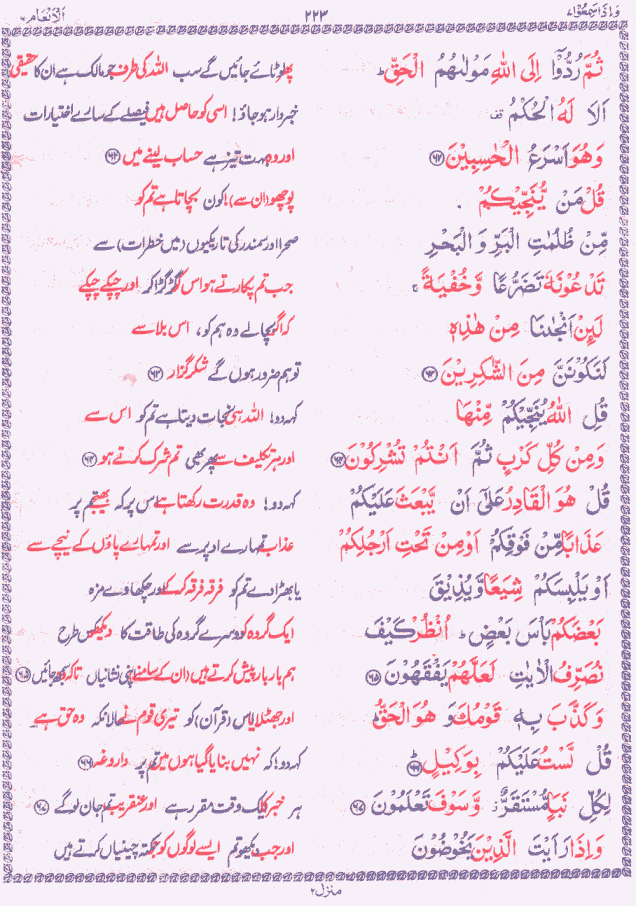 وَاِذَا سَمِعُوْا۷ ۲۲۳ اَلْاَنْعَام۶
ثُمَّ رُدُّوْۤا اِلَى اللّٰهِ مَوْلٰىهُمُ الْحَقِّ ؕ پھر لوٹائے جائیں گے سب اللہ کی طرف جو مالک ہے ان کا حقیقی
اَلَا لَهُ الْحُكْمُ قف خبردار ہو جاؤ! اسی کو حاصل ہیں فیصلے کے سارے اختیارات
وَهُوَ اَسْرَعُ الْحٰسِبِيْنَ ﴿۶۲﴾ اور وہ بہت تیز ہے حساب لینے میں ﴿۶۲﴾
قُلْ مَنْ يُّنَجِّيْكُمْ پوچھو (ان سے)! کون بچاتا ہے تم کو
مِّنْ ظُلُمٰتِ الْبَرِّ وَ الْبَحْرِ صحرا اور سمندر کی تاریکیوں (میں خطرات) سے
تَدْعُوْنَهٗ تَضَرُّعًا وَّخُفْيَةً ۚ جب تم پکارتے ہو اس گڑگڑا کر اور چپکے چپکے
لَىِٕنْ اَنْجٰىنَا مِنْ هٰذِهٖ کہ اگر بچالے وہ ہم کو، اس بلا سے
لَنَكُوْنَنَّ مِنَ الشّٰكِرِيْنَ ﴿۶۳﴾ تو ہم ضرور ہوں گے شکر گزار ﴿۶۳﴾
قُلِ اللّٰهُ يُنَجِّيْكُمْ مِّنْهَا کہہ دو! اللہ ہی نجات دیتا ہے تم کو اس سے
وَمِنْ كُلِّ كَرْبٍ ثُمَّ اَنْتُمْ تُشْرِكُوْنَ ﴿۶۴﴾ اور ہر تکلیف سے پھر بھی تم شرک کرتے ہو ﴿۶۴﴾
قُلْ هُوَ الْقَادِرُ عَلٰۤى اَنْ يَّبْعَثَ عَلَيْكُمْ کہہ دو! وہ قدرت رکھتا ہے اس پر کہ بھیجے تم پر
عَذَابًا مِّنْ فَوْقِكُمْ اَوْ مِنْ تَحْتِ اَرْجُلِكُمْ عذاب تمہارے اوپر سے اور تمہارے پاؤں کے نیچے سے
اَوْ يَلْبِسَكُمْ شِيَعًا وَّيُذِيْقَ یا بھڑا دے تم کو فرقہ فرقہ کرکے اور چکھا دے مزہ
بَعْضَكُمْ بَاْسَ بَعْضٍ ؕ اُنْظُرْ كَيْفَ ایک گروہ کو دوسرے گروہ کی طاقت کا دیکھو کس طرح
نُصَرِّفُ الْاٰيٰتِ لَعَلَّهُمْ يَفْقَهُوْنَ ﴿۶۵﴾ ہم بار بار پیش کرتے ہیں (ان کے سامنے) اپنی نشانیاں تاکہ وہ سمجھ جائیں ﴿۶۵﴾
وَكَذَّبَ بِهٖ قَوْمُكَ وَ هُوَ الْحَقُّ ؕ اور جھٹلایا اس (قرآن) کو تیری قوم نے حالانکہ وہ حق ہے
قُلْ لَّسْتُ عَلَيْكُمْ بِوَكِيْلٍ ﴿۶۶﴾ کہہ دو! کہ نہیں بنایا گیا ہوں میں تم پر داروغہ ﴿۶۶﴾
لِكُلِّ نَبَاٍ مُّسْتَقَرٌّ ؗ وَّسَوْفَ تَعْلَمُوْنَ ﴿۶۷﴾ ہر خبر کا ایک وقت مقرر ہے اور عنقریب تم جان لو گے ﴿۶۷﴾
وَاِذَا رَاَيْتَ الَّذِيْنَ يَخُوْضُوْنَ اور جب دیکھو تم ایسے لوگوں کو جو نکتہ چینیاں کرتے ہیں
منزل۲